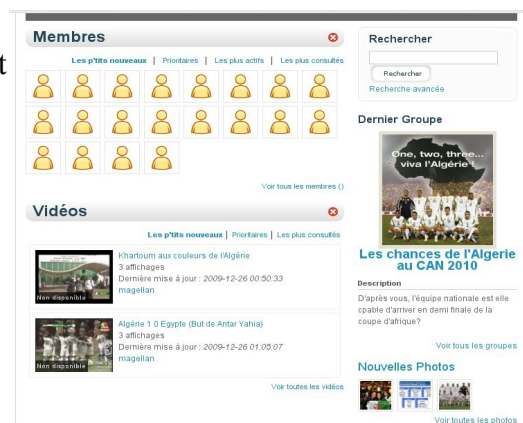 t
Membres
Les p'tits nouveaux | Prioritaires | Les plus actifs | Les plus consultés
Voir tous les membres ()
Vidéos
Les p'tits nouveaux | Prioritaires | Les plus consultés
Khartoum aux couleurs de l'Algérie
3 affichages
Dernière mise à jour : 2009-12-26 00:50:33
magellan
Non disponible
Algérie 1 0 Egypte (But de Antar Yahia)
3 affichages
Dernière mise à jour : 2009-12-26 01:05:07
magellan
Non disponible
Voir toutes les vidéos
Rechercher
Rechercher
Recherche avancée
Dernier Groupe
One, two, three...
viva l'Algérie !
Les chances de l'Algerie
au CAN 2010
Description
D'après vous, l'équipe nationale est elle
cpable d'arriver en demi finale de la
coupe d'afrique?
Voir tous les groupes
Nouvelles Photos
Voir toutes les photos